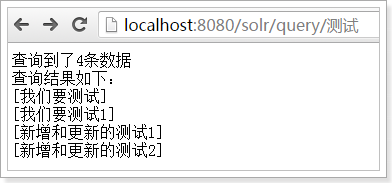 localhost:8080/solr/query/测试
查询到了4条数据
查询结果如下：
[我们要测试]
[我们要测试1]
[新增和更新的测试1]
[新增和更新的测试2]